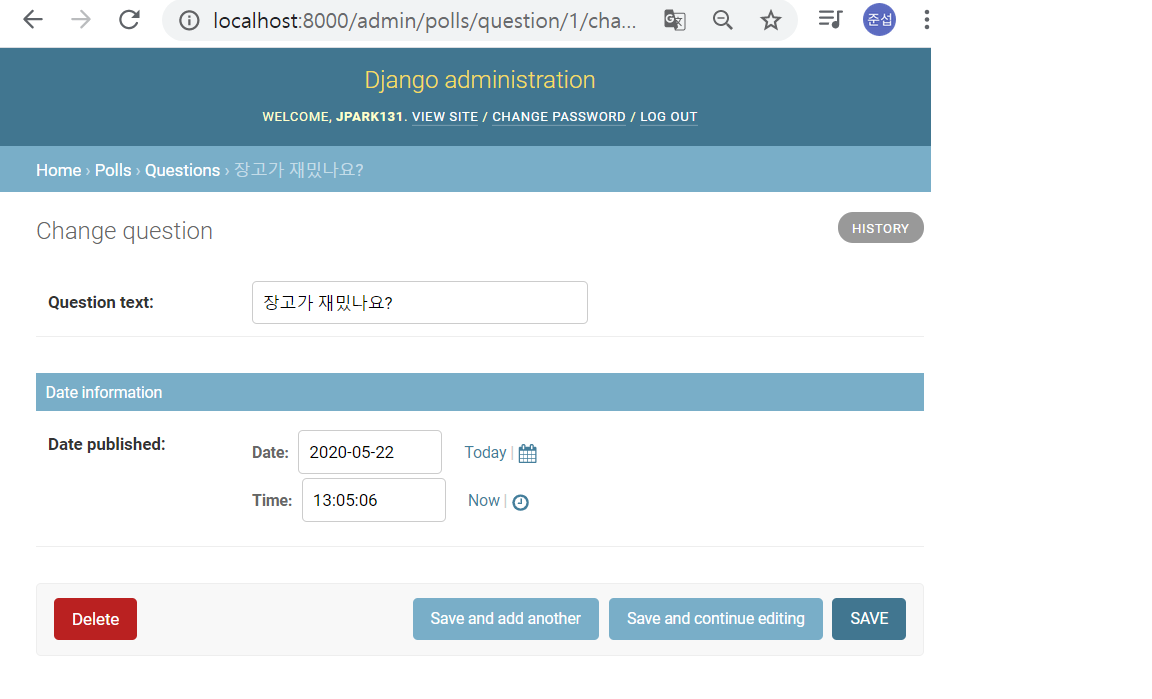 localhost:8000/admin/polls/question/1/cha...
준섭
Django administration
WELCOME, JPARK131. VIEW SITE / CHANGE PASSWORD / LOG OUT
Home › Polls › Questions › 장고가 재밌나요?
Change question
HISTORY
Question text:
장고가 재밌나요?
Date information
Date published:
Date: 2020-05-22 Today |
Time: 13:05:06 Now |
Delete Save and add another Save and continue editing SAVE